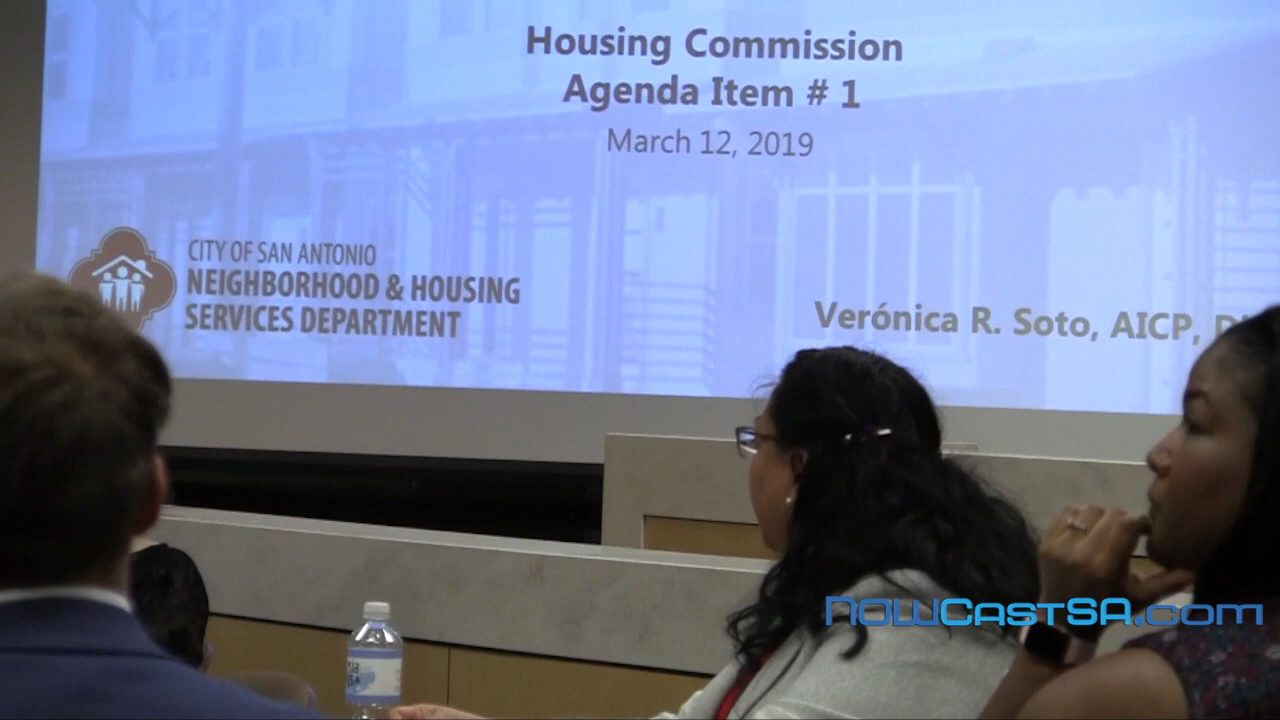 Housing Commission
Agenda Item # 1
March 12, 2019
CITY OF SAN ANTONIO
NEIGHBORHOOD & HOUSING
SERVICES DEPARTMENT
Verónica R. Soto, AICP,
NOWCastSA.com